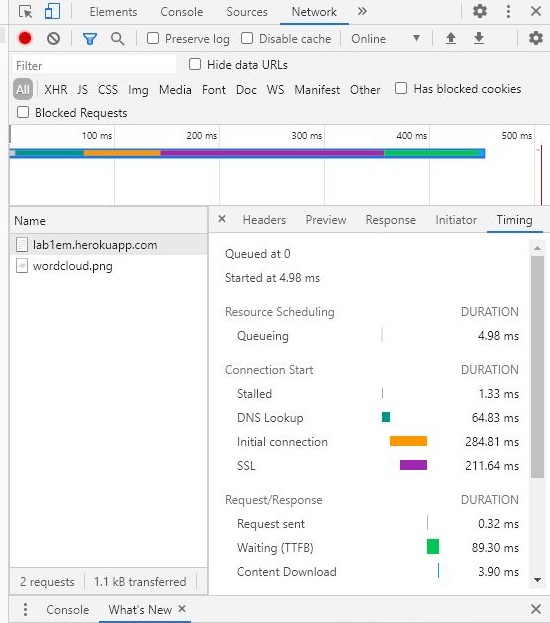 Elements Console Sources Network »
Preserve log Disable cache Online
Filter Hide data URLs
All XHR JS CSS Img Media Font Doc WS Manifest Other Has blocked cookies
Blocked Requests
100 ms 200 ms 300 ms 400 ms 500 ms
Name
lab1em.herokuapp.com
wordcloud.png
× Headers Preview Response Initiator Timing
Queued at 0
Started at 4.98 ms
Resource Scheduling DURATION
Queueing 4.98 ms
Connection Start DURATION
Stalled 1.33 ms
DNS Lookup 64.83 ms
Initial connection 284.81 ms
SSL 211.64 ms
Request/Response DURATION
Request sent 0.32 ms
Waiting (TTFB) 89.30 ms
Content Download 3.90 ms
2 requests 1.1 kB transferred
Console What's New ×